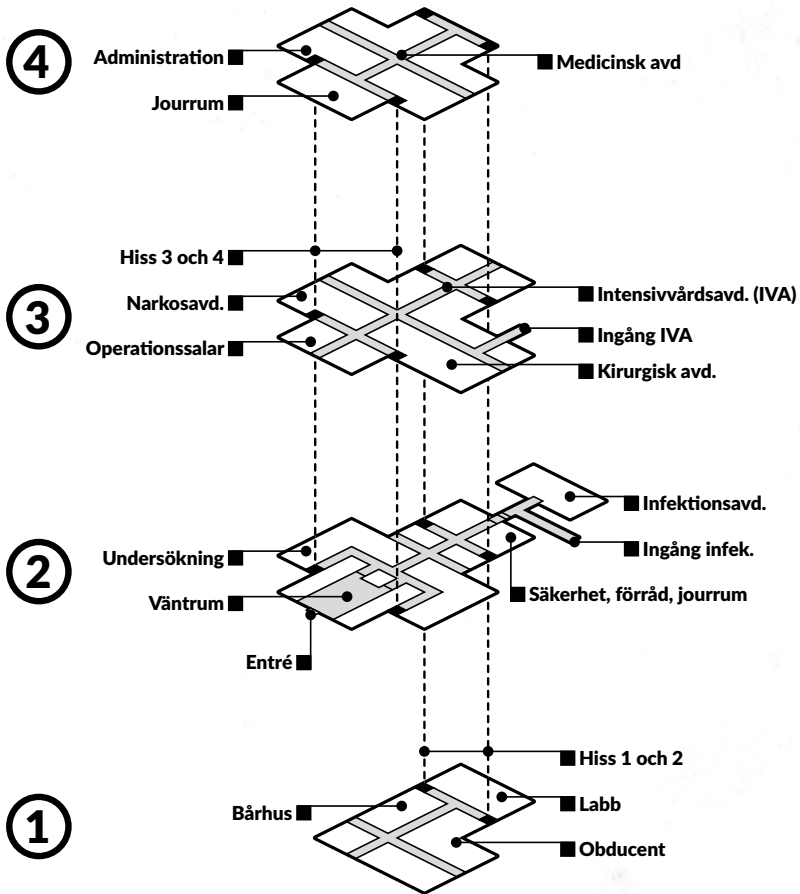 4
Administration
Medicinsk avd
Jourrum
Hiss 3 och 4
3
Narkosavd.
Intensivvårdsavd. (IVA)
Ingång IVA
Operationssalar
Kirurgisk avd.
2
Infektionsavd.
Undersökning
Ingång infek.
Väntrum
Säkerhet, förråd, jourrum
Entré
Hiss 1 och 2
1
Bårhus
Labb
Obducent